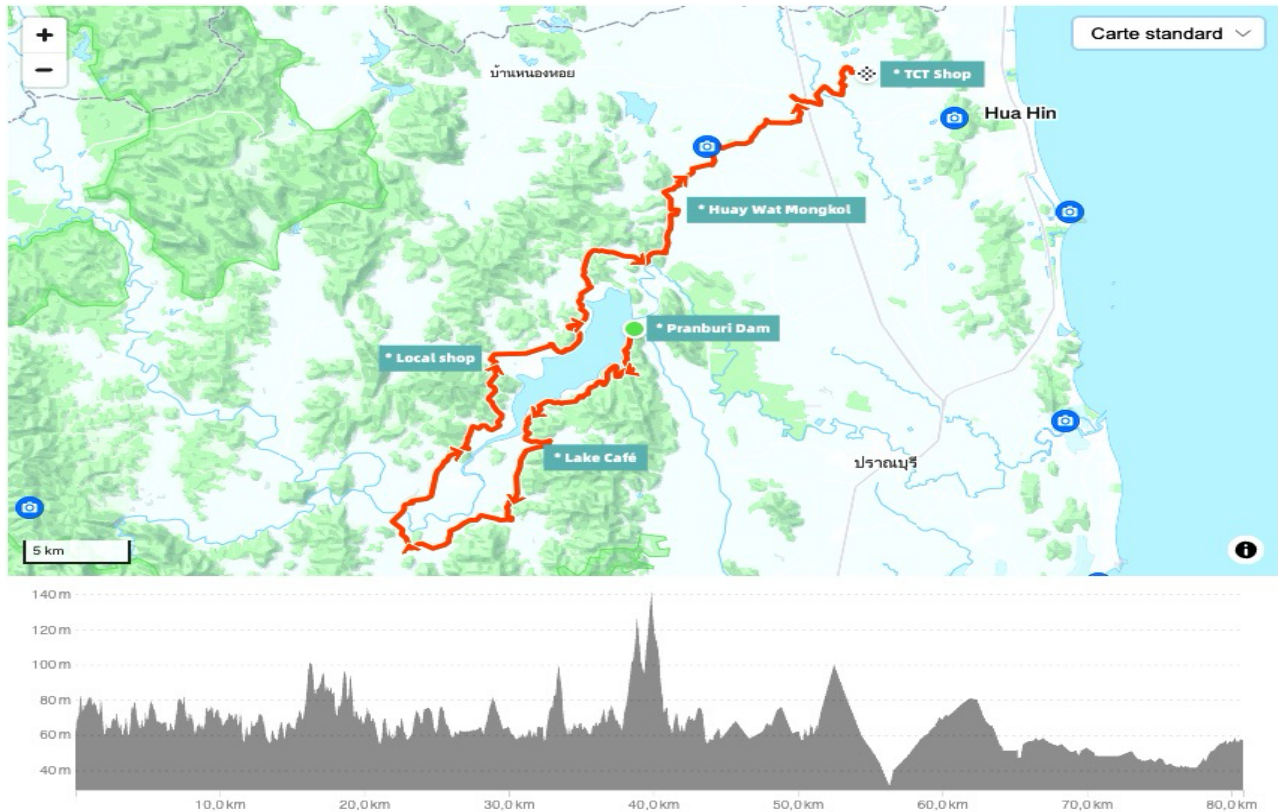 +
−
Carte standard
บ้านหนองหอย
* TCT Shop
Hua Hin
* Huay Wat Mongkol
* Pranburi Dam
* Local shop
* Lake Café
ปราณบุรี
5 km
i
140 m
120 m
100 m
80 m
60 m
40 m
10,0 km 20,0 km 30,0 km 40,0 km 50,0 km 60,0 km 70,0 km 80,0 km